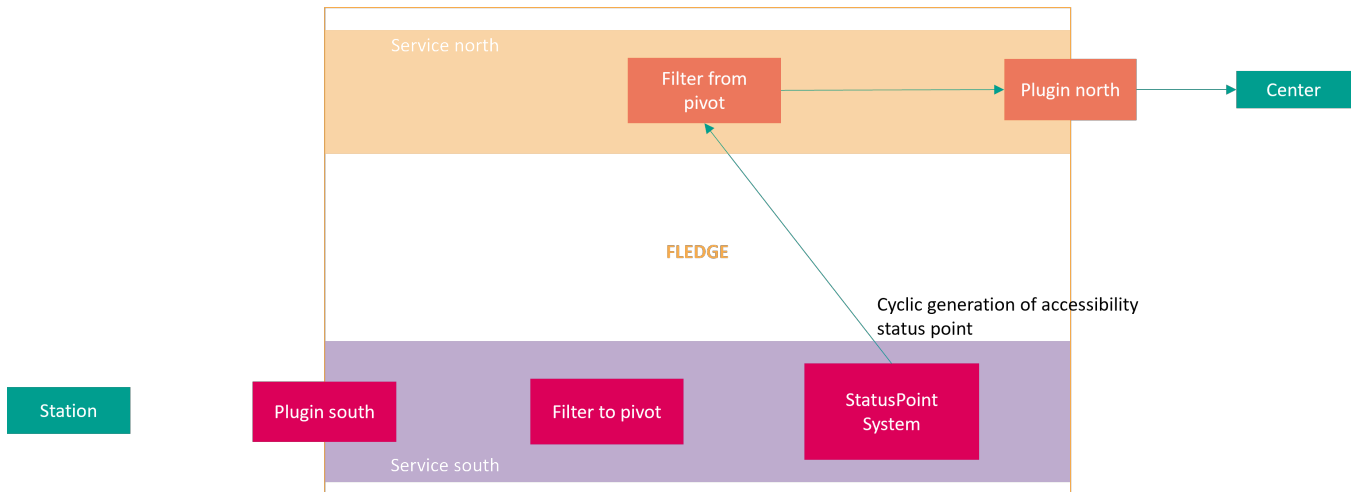 Service north
Filter from
pivot
Plugin north
Center
FLEDGE
Cyclic generation of accessibility
status point
Station
Plugin south
Filter to pivot
StatusPoint
System
Service south